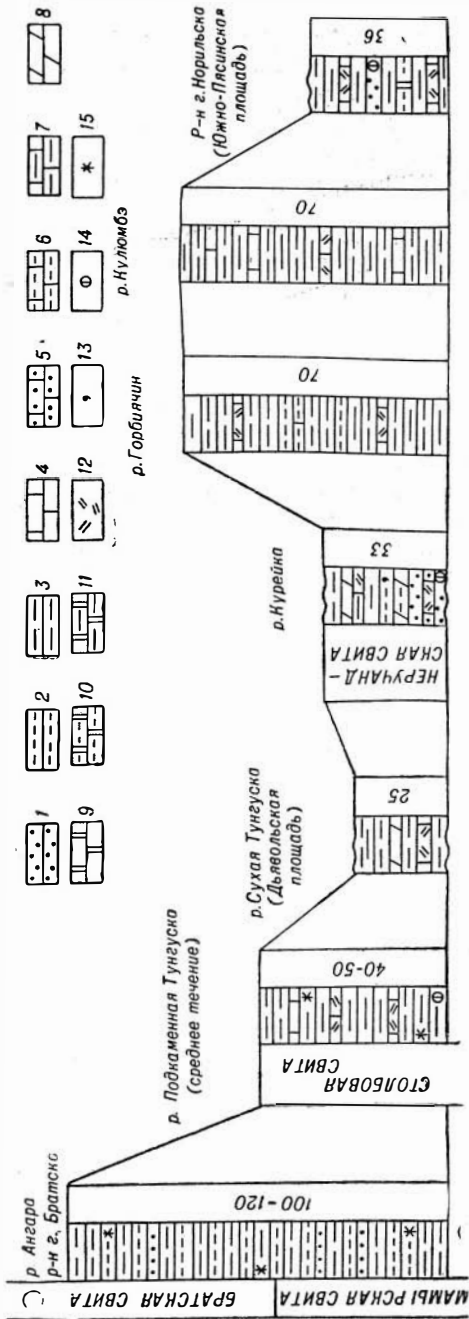 р. Ангара
р-н г. Братска
р. Подкаменная Тунгуска
(среднее течение)
р. Сухая Тунгуска
(Дьявольская
площадь)
р. Курейка
р. Горбиячин
р. Кулюмбэ
Р-н г. Норильска
(Южно-Пясинская
площадь)
1
2
3
4
5
6
7
8
9
10
11
12
13
14
15
МАМЫРСКАЯ СВИТА
БРАТСКАЯ СВИТА
100-120
СТОЛБОВАЯ
СВИТА
40-50
25
НЕРУЧАНД-
СКАЯ СВИТА
33
70
70
36